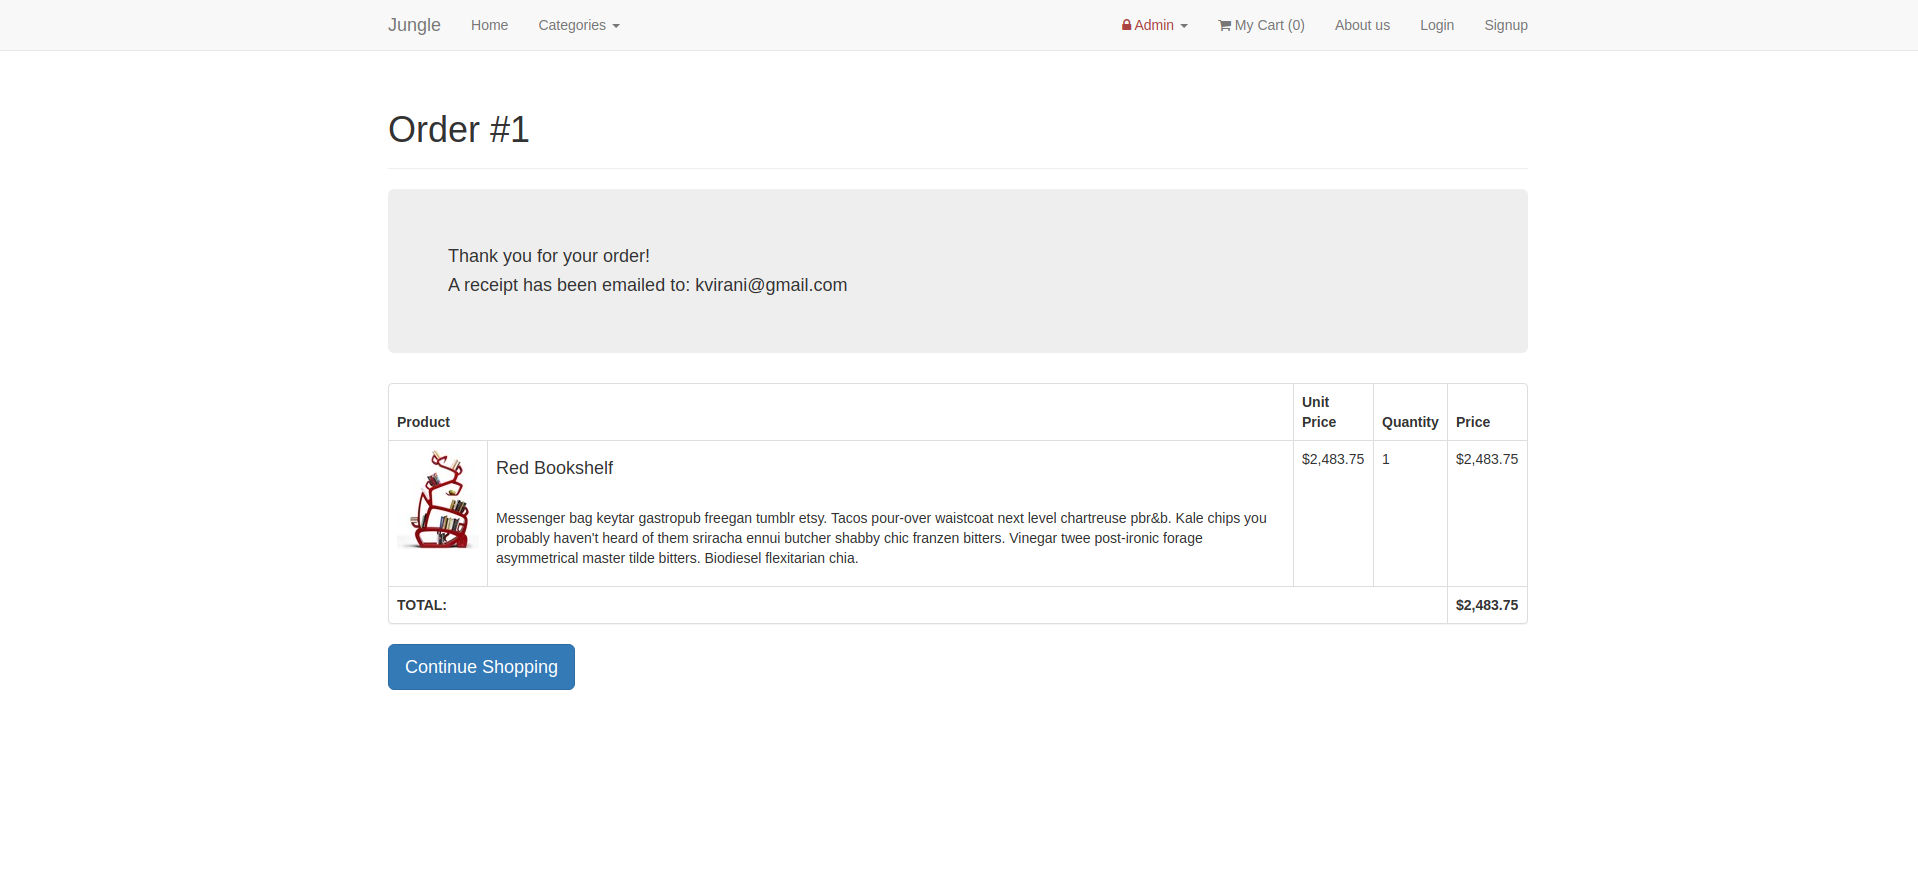 Jungle Home Categories Admin My Cart (0) About us Login Signup
Order #1
Thank you for your order!
A receipt has been emailed to: kvirani@gmail.com
Product Unit Price Quantity Price
Red Bookshelf $2,483.75 1 $2,483.75
Messenger bag keytar gastropub freegan tumblr etsy. Tacos pour-over waistcoat next level chartreuse pbr&b. Kale chips you
probably haven't heard of them sriracha ennui butcher shabby chic franzen bitters. Vinegar twee post-ironic forage
asymmetrical master tilde bitters. Biodiesel flexitarian chia.
TOTAL: $2,483.75
Continue Shopping